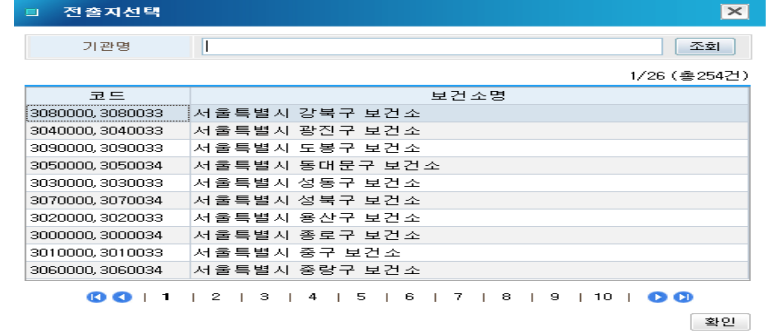 전출지선택
기관명 조회
1/26 (총254건)
코드 보건소명
3080000,3080033 서울특별시 강북구 보건소
3040000,3040033 서울특별시 광진구 보건소
3090000,3090033 서울특별시 도봉구 보건소
3050000,3050034 서울특별시 동대문구 보건소
3030000,3030033 서울특별시 성동구 보건소
3070000,3070034 서울특별시 성북구 보건소
3020000,3020033 서울특별시 용산구 보건소
3000000,3000034 서울특별시 종로구 보건소
3010000,3010033 서울특별시 중구 보건소
3060000,3060034 서울특별시 중랑구 보건소
| 1 | 2 | 3 | 4 | 5 | 6 | 7 | 8 | 9 | 10 |
확인